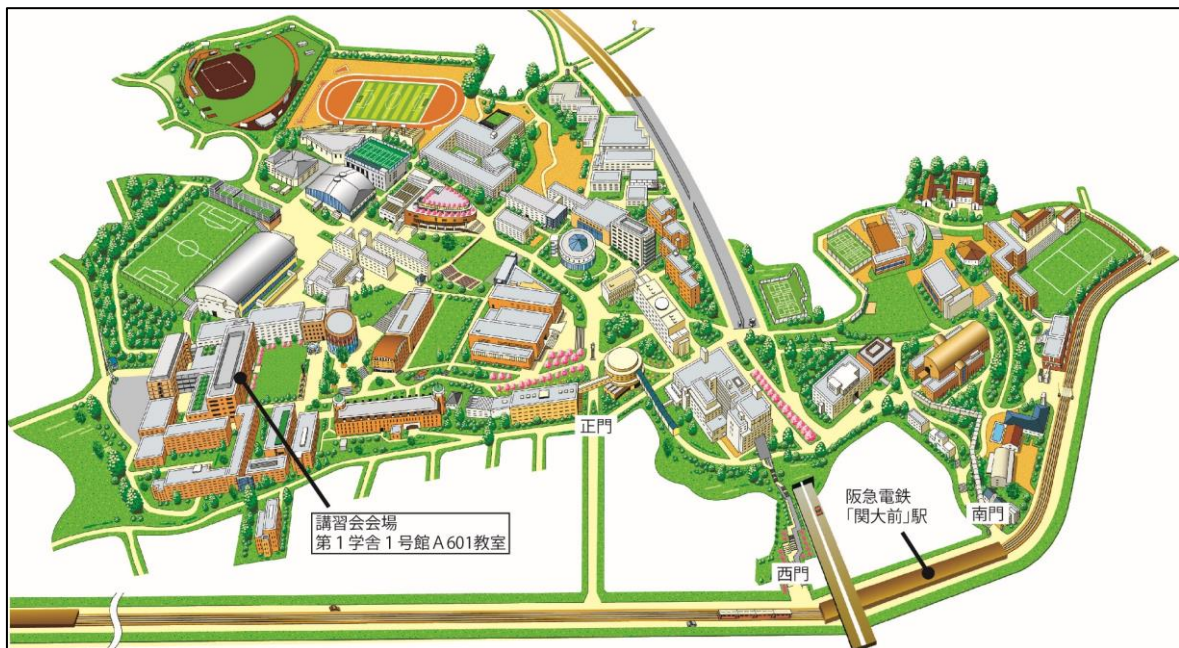 正門
講習会会場
第１学舎１号館Ａ601教室
阪急電鉄
「関大前」駅
南門
西門